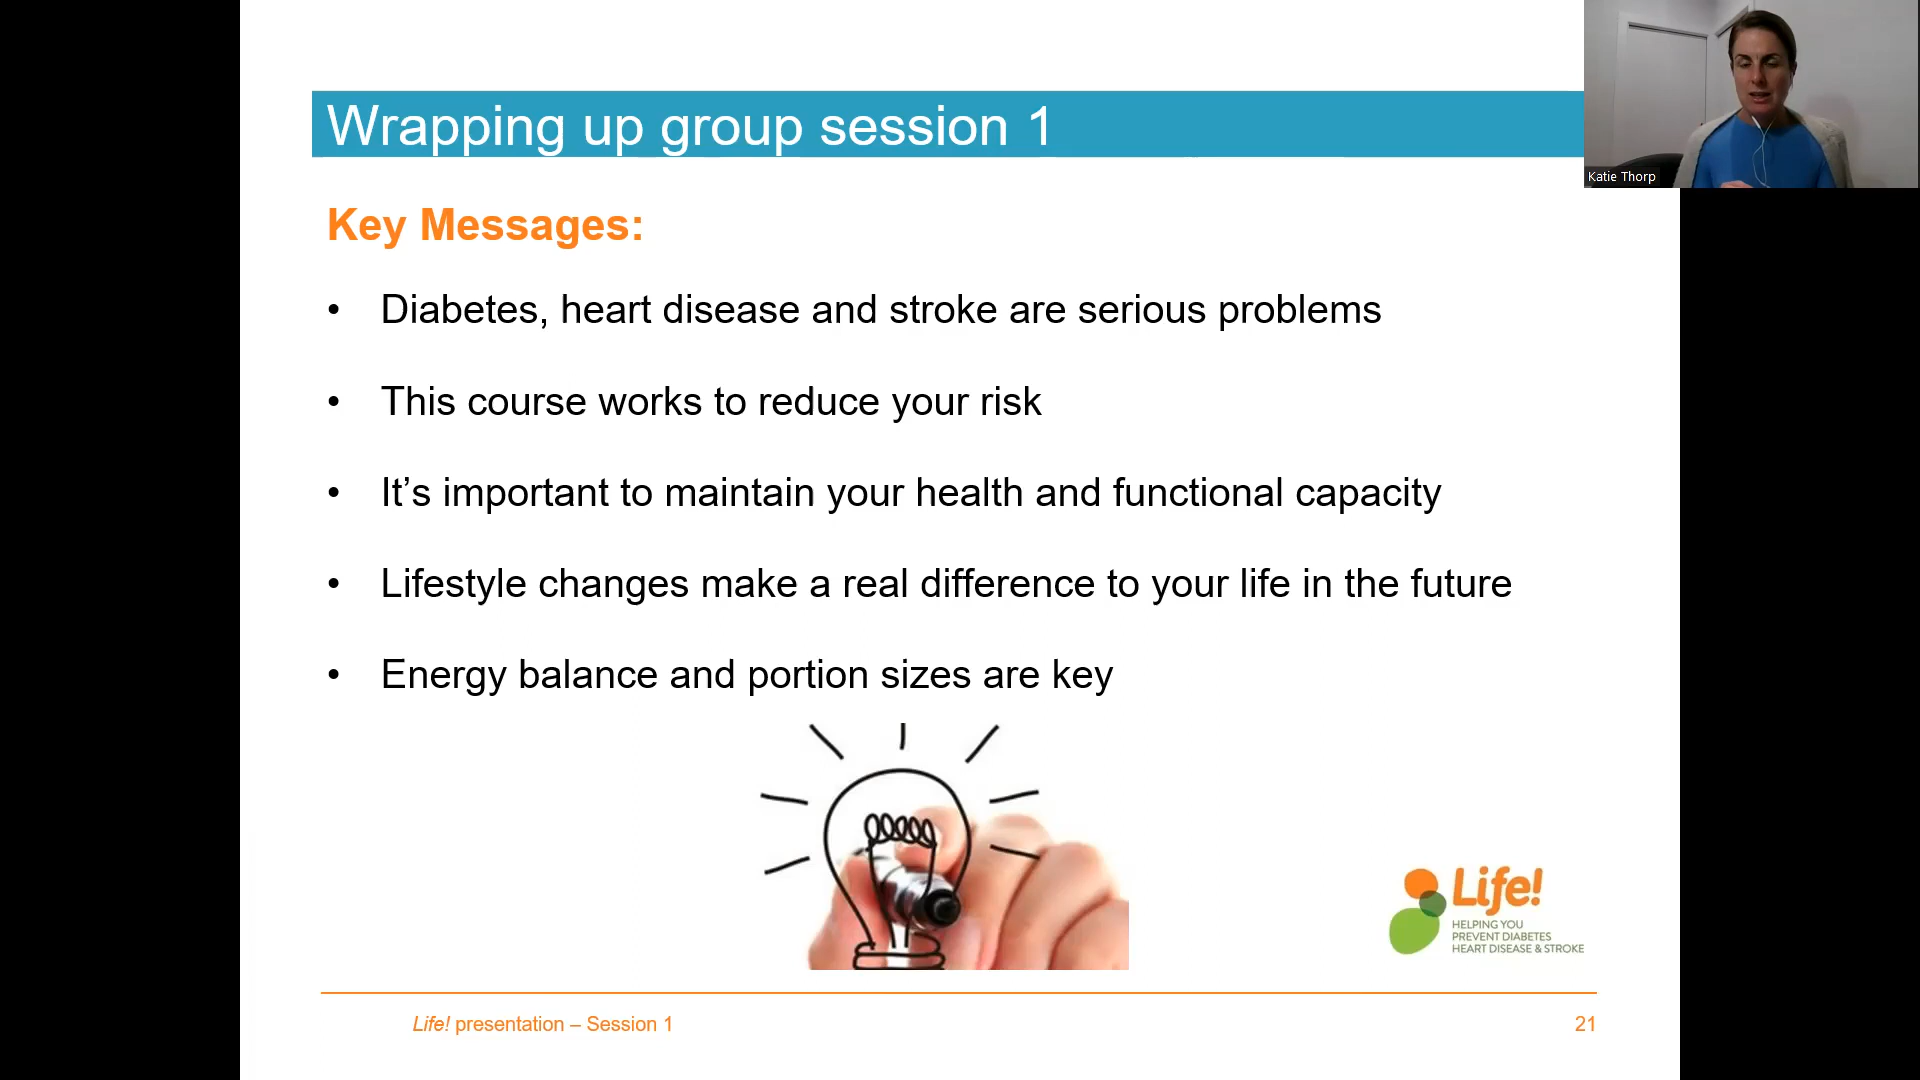 Wrapping up group session 1
Katie Thorp
Key Messages:
• Diabetes, heart disease and stroke are serious problems
• This course works to reduce your risk
• It’s important to maintain your health and functional capacity
• Lifestyle changes make a real difference to your life in the future
• Energy balance and portion sizes are key
Life!
HELPING YOU
PREVENT DIABETES
HEART DISEASE & STROKE
Life! presentation – Session 1
21